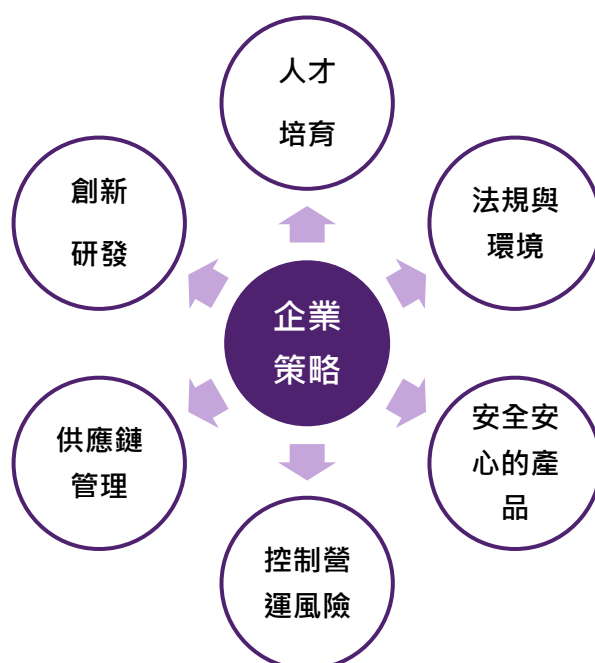 人才
培育
創新
研發
法規與
環境
企業
策略
供應鏈
管理
安全安
心的產
品
控制營
運風險